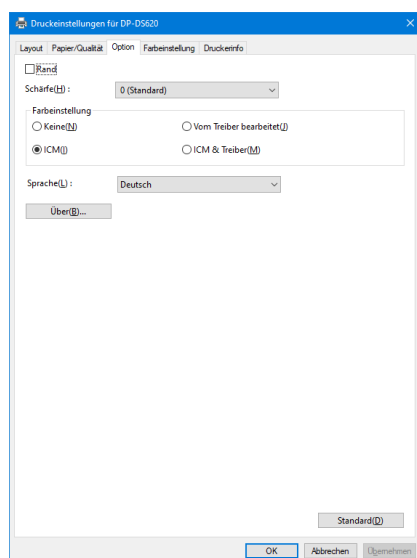 Druckeinstellungen für DP-DS620
Layout Papier/Qualität Option Farbeinstellung Druckerinfo
Rand
Schärfe(H) : 0 (Standard)
Farbeinstellung
Keine(N) Vom Treiber bearbeitet(J)
ICM(I) ICM & Treiber(M)
Sprache(L) : Deutsch
Über(B)...
Standard(D)
OK Abbrechen Übernehmen